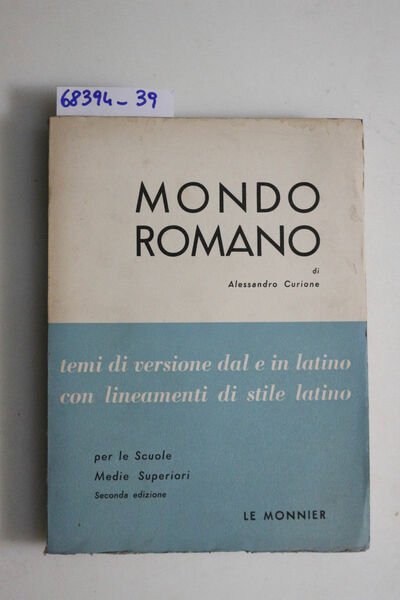 68394-39
MONDO
ROMANO
di
Alessandro Curione
temi di versione dal e in latino
con lineamenti di stile latino
per le Scuole
Medie Superiori
Seconda edizione
LE MONNIER